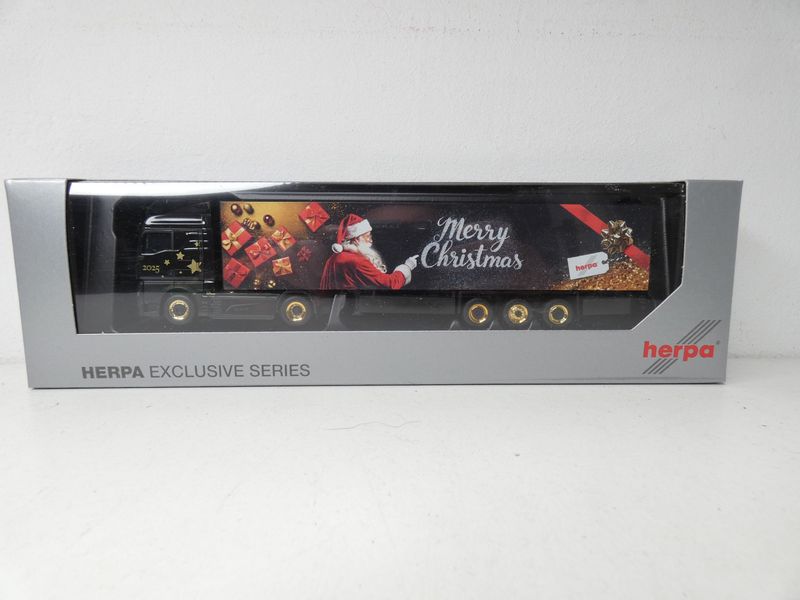 2025
Merry
Christmas
herpa
HERPA EXCLUSIVE SERIES
herpa